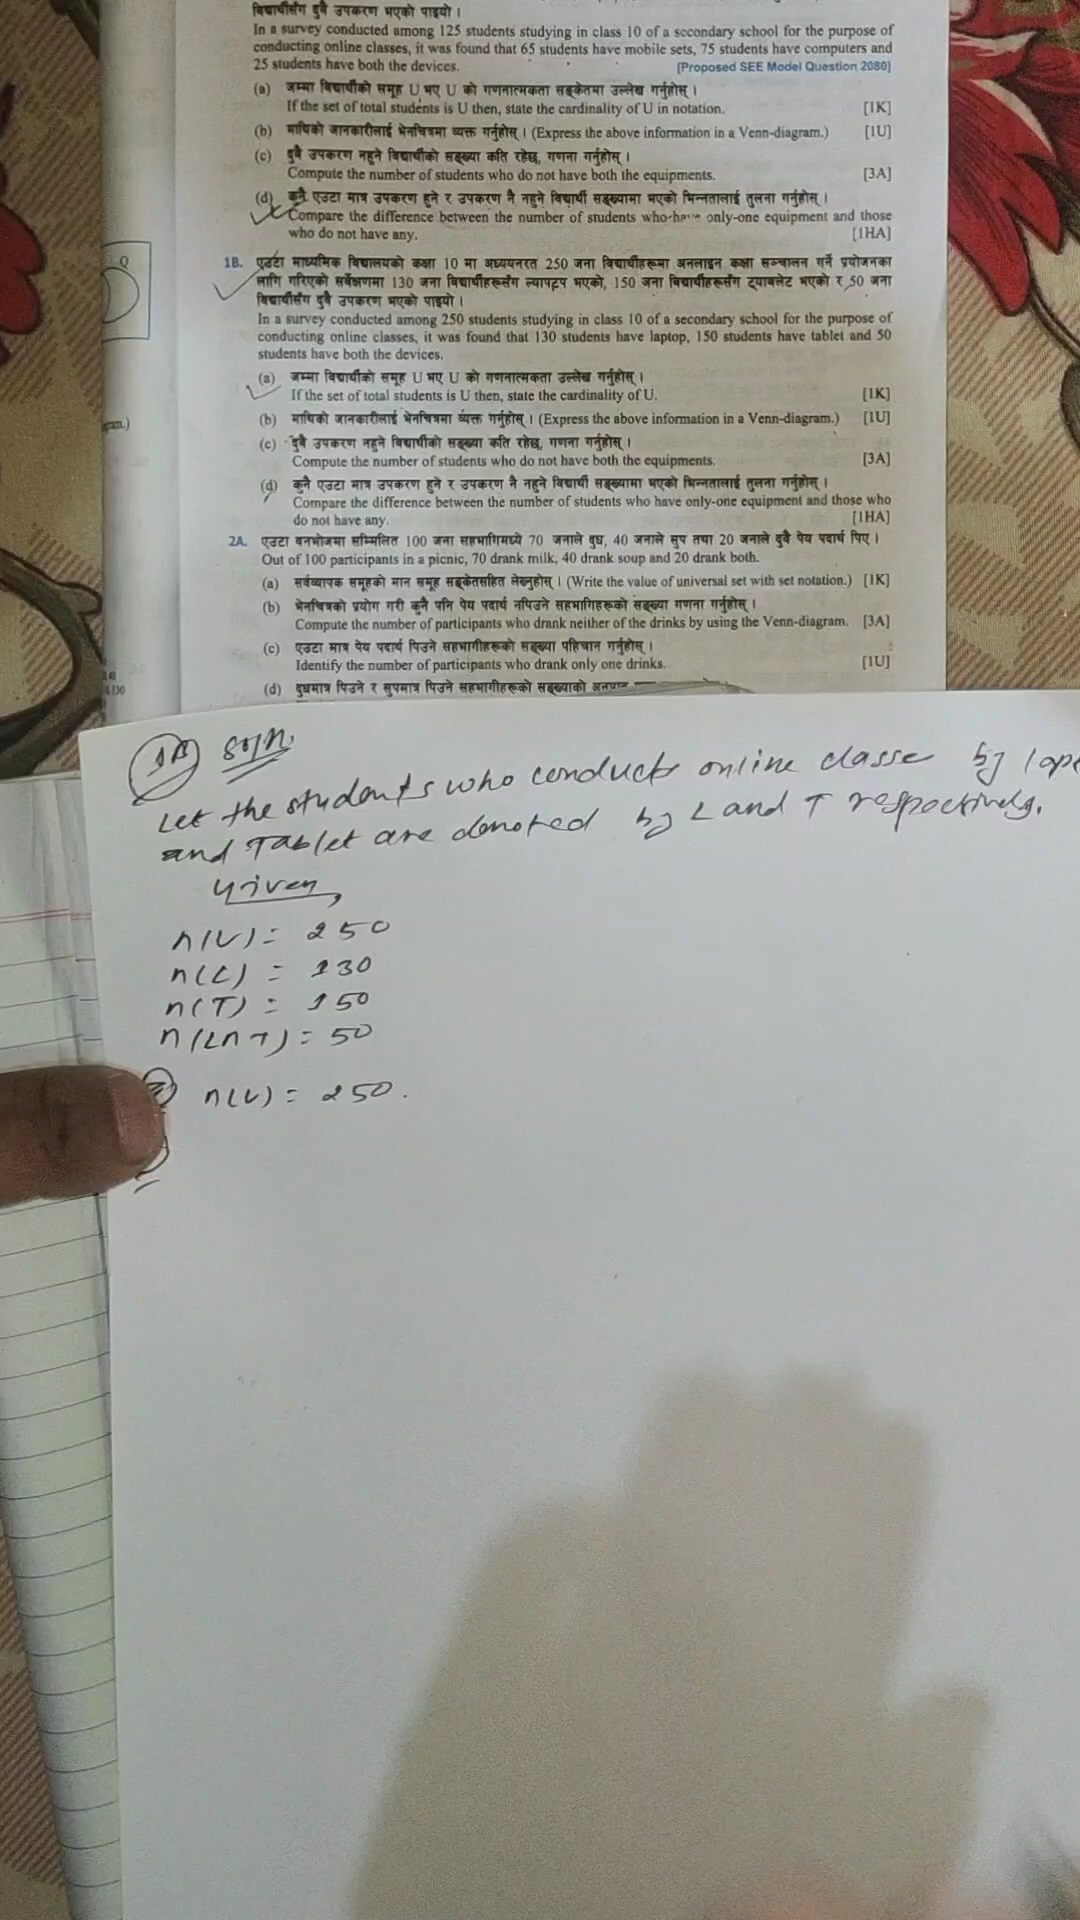 विद्यार्थीसँग दुवै उपकरण भएको पाइयो ।
In a survey conducted among 125 students studying in class 10 of a secondary school for the purpose of
conducting online classes, it was found that 65 students have mobile sets, 75 students have computers and
25 students have both the devices. [Proposed SEE Model Question 2080]
(a) जम्मा विद्यार्थीको समूह U भए U को गणनात्मकता सङ्केतमा उल्लेख गर्नुहोस् ।
If the set of total students is U then, state the cardinality of U in notation. [1K]
(b) माथिको जानकारीलाई भेनचित्रमा व्यक्त गर्नुहोस् । (Express the above information in a Venn-diagram.) [1U]
(c) दुवै उपकरण नहुने विद्यार्थीको सङ्ख्या कति रहेछ, गणना गर्नुहोस् ।
Compute the number of students who do not have both the equipments. [3A]
(d) कुनै एउटा मात्र उपकरण हुने र उपकरण नै नहुने विद्यार्थी सङ्ख्यामा भएको भिन्नतालाई तुलना गर्नुहोस् ।
Compare the difference between the number of students who have only-one equipment and those
who do not have any. [1HA]
1B. एउटा माध्यमिक विद्यालयको कक्षा 10 मा अध्ययनरत 250 जना विद्यार्थीहरूमा अनलाइन कक्षा सञ्चालन गर्ने प्रयोजनका
लागि गरिएको सर्वेक्षणमा 130 जना विद्यार्थीहरूसँग ल्यापट्प भएको, 150 जना विद्यार्थीहरूसँग ट्याबलेट भएको र 50 जना
विद्यार्थीसँग दुवै उपकरण भएको पाइयो ।
In a survey conducted among 250 students studying in class 10 of a secondary school for the purpose of
conducting online classes, it was found that 130 students have laptop, 150 students have tablet and 50
students have both the devices.
(a) जम्मा विद्यार्थीको समूह U भए U को गणनात्मकता उल्लेख गर्नुहोस् ।
If the set of total students is U then, state the cardinality of U. [1K]
(b) माथिको जानकारीलाई भेनचित्रमा व्यक्त गर्नुहोस् । (Express the above information in a Venn-diagram.) [1U]
(c) दुवै उपकरण नहुने विद्यार्थीको सङ्ख्या कति रहेछ, गणना गर्नुहोस् ।
Compute the number of students who do not have both the equipments. [3A]
(d) कुनै एउटा मात्र उपकरण हुने र उपकरण नै नहुने विद्यार्थी सङ्ख्यामा भएको भिन्नतालाई तुलना गर्नुहोस् ।
Compare the difference between the number of students who have only-one equipment and those who
do not have any. [1HA]
2A. एउटा वनभोजमा सम्मिलित 100 जना सहभागिमध्ये 70 जनाले दुध, 40 जनाले सुप तथा 20 जनाले दुवै पेय पदार्थ पिए ।
Out of 100 participants in a picnic, 70 drank milk, 40 drank soup and 20 drank both.
(a) सर्वव्यापक समूहको मान समूह सङ्केतसहित लेख्नुहोस् । (Write the value of universal set with set notation.) [1K]
(b) भेनचित्रको प्रयोग गरी कुनै पनि पेय पदार्थ नपिउने सहभागिहरूको सङ्ख्या गणना गर्नुहोस् ।
Compute the number of participants who drank neither of the drinks by using the Venn-diagram. [3A]
(c) एउटा मात्र पेय पदार्थ पिउने सहभागीहरूको सङ्ख्या पहिचान गर्नुहोस् ।
Identify the number of participants who drank only one drinks. [1U]
(d) दुधमात्र पिउने र सुपमात्र पिउने सहभागीहरूको सङ्ख्याको
Q
gram.)
1B soln.
Let the students who conducts online classe by lap
and Tablet are denoted by L and T respectively.
Given,
n(U) = 250
n(L) = 130
n(T) = 150
n(L∩T) = 50
n(U) = 250.